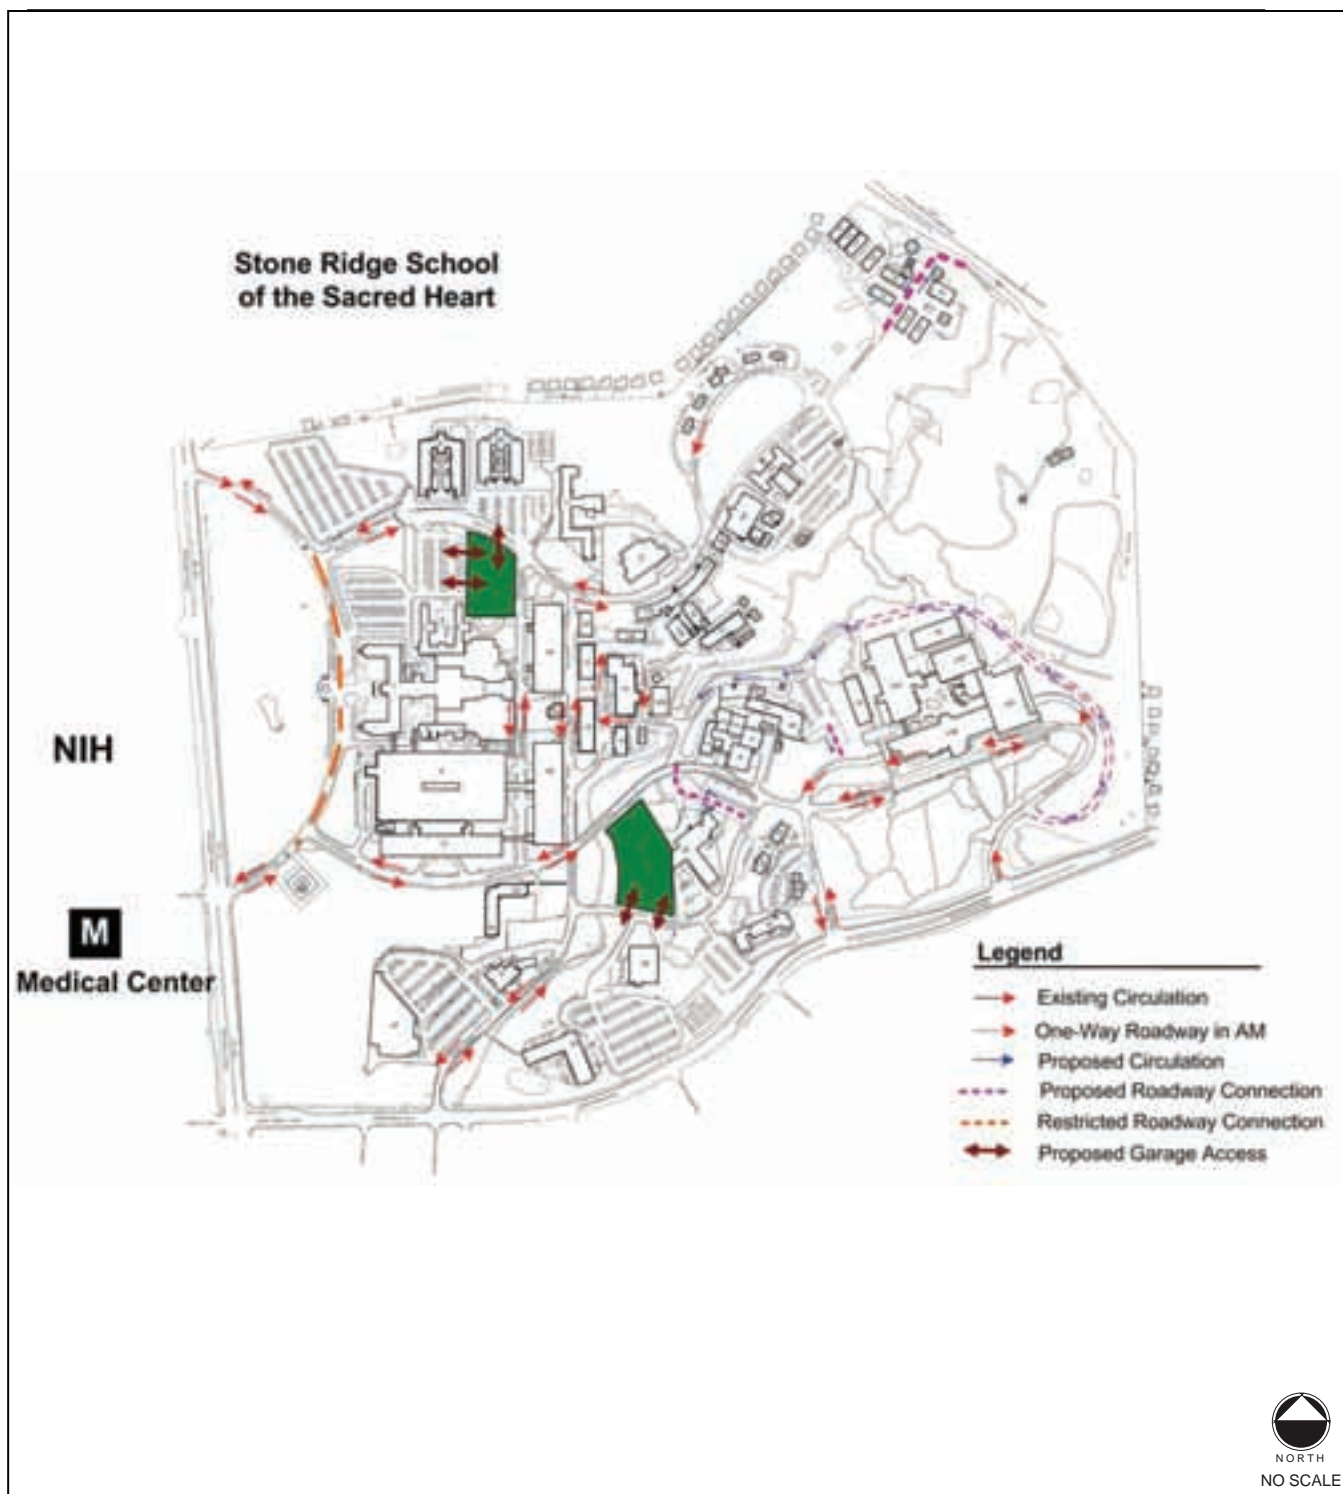 Stone Ridge School
of the Sacred Heart
NIH
M
Medical Center
Legend
Existing Circulation
One-Way Roadway in AM
Proposed Circulation
Proposed Roadway Connection
Restricted Roadway Connection
Proposed Garage Access
NORTH
NO SCALE